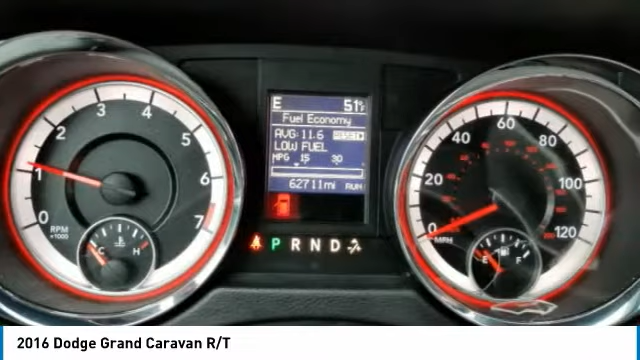 E 51°F
Fuel Economy
AVG:11.6 RESET
LOW FUEL
MPG 15 30
62711mi RUN
0 1 2 3 4 5 6 7
RPM
x1000
C H
P R N D
0 20 40 60 80 100 120
MPH
E F
2016 Dodge Grand Caravan R/T